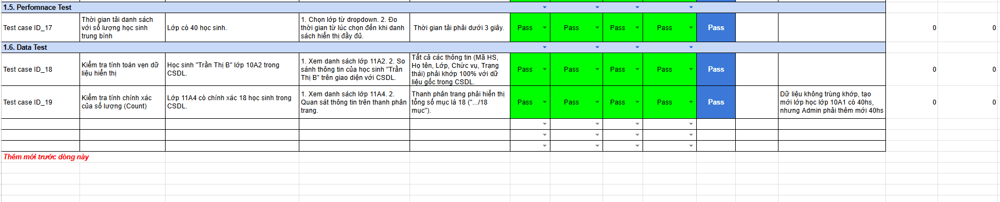 1.5. Perfomnace Test
Test case ID_17
Thời gian tải danh sách
với số lượng học sinh
trung bình
Lớp có 40 học sinh.
1. Chọn lớp từ dropdown. 2. Đo
thời gian từ lúc chọn đến khi danh
sách hiển thị đầy đủ.
Thời gian tải phải dưới 3 giây.
Pass
Pass
Pass
Pass
Pass
0
0
1.6. Data Test
Test case ID_18
Kiểm tra tính toàn vẹn dữ
liệu hiển thị
Học sinh "Trần Thị B" lớp 10A2 trong
CSDL.
1. Xem danh sách lớp 11A2. 2. So
sánh thông tin của học sinh "Trần
Thị B" trên giao diện với CSDL.
Tất cả các thông tin (Mã HS,
Họ tên, Lớp, Chức vụ, Trạng
thái) phải khớp 100% với dữ
liệu gốc trong CSDL.
Pass
Pass
Pass
Pass
Pass
0
0
Test case ID_19
Kiểm tra tính chính xác
của số lượng (Count)
Lớp 11A4 có chính xác 18 học sinh trong
CSDL.
1. Xem danh sách lớp 11A4. 2.
Quan sát thông tin trên thanh phân
trang.
Thanh phân trang phải hiển thị
tổng số mục là 18 (".../18
mục").
Pass
Pass
Pass
Pass
Pass
Dữ liệu không trùng khớp, tạo
mới lớp học lớp 10A1 có 40hs,
nhưng Admin phải thêm mới 40hs
0
0
Thêm mới trước dòng này